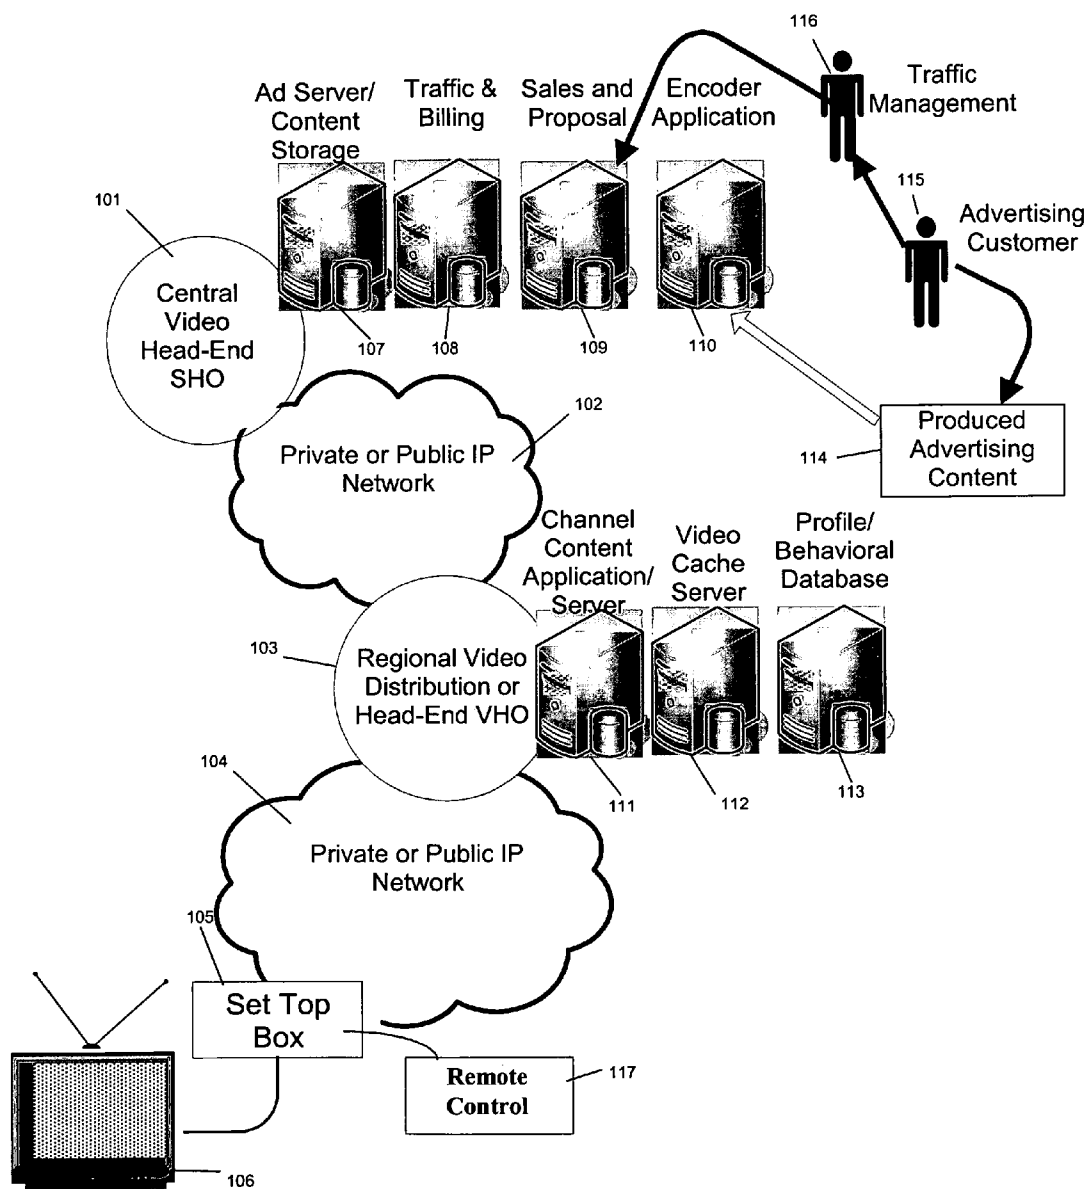 116
Traffic
Management
Ad Server/
Content
Storage
Traffic &
Billing
Sales and
Proposal
Encoder
Application
115
Advertising
Customer
101
Central
Video
Head-End
SHO
107
108
109
110
102
Private or Public IP
Network
114
Produced
Advertising
Content
Channel
Content
Application/
Server
Video
Cache
Server
Profile/
Behavioral
Database
103
Regional Video
Distribution or
Head-End VHO
111
112
113
104
Private or Public IP
Network
105
Set Top
Box
Remote
Control
117
106